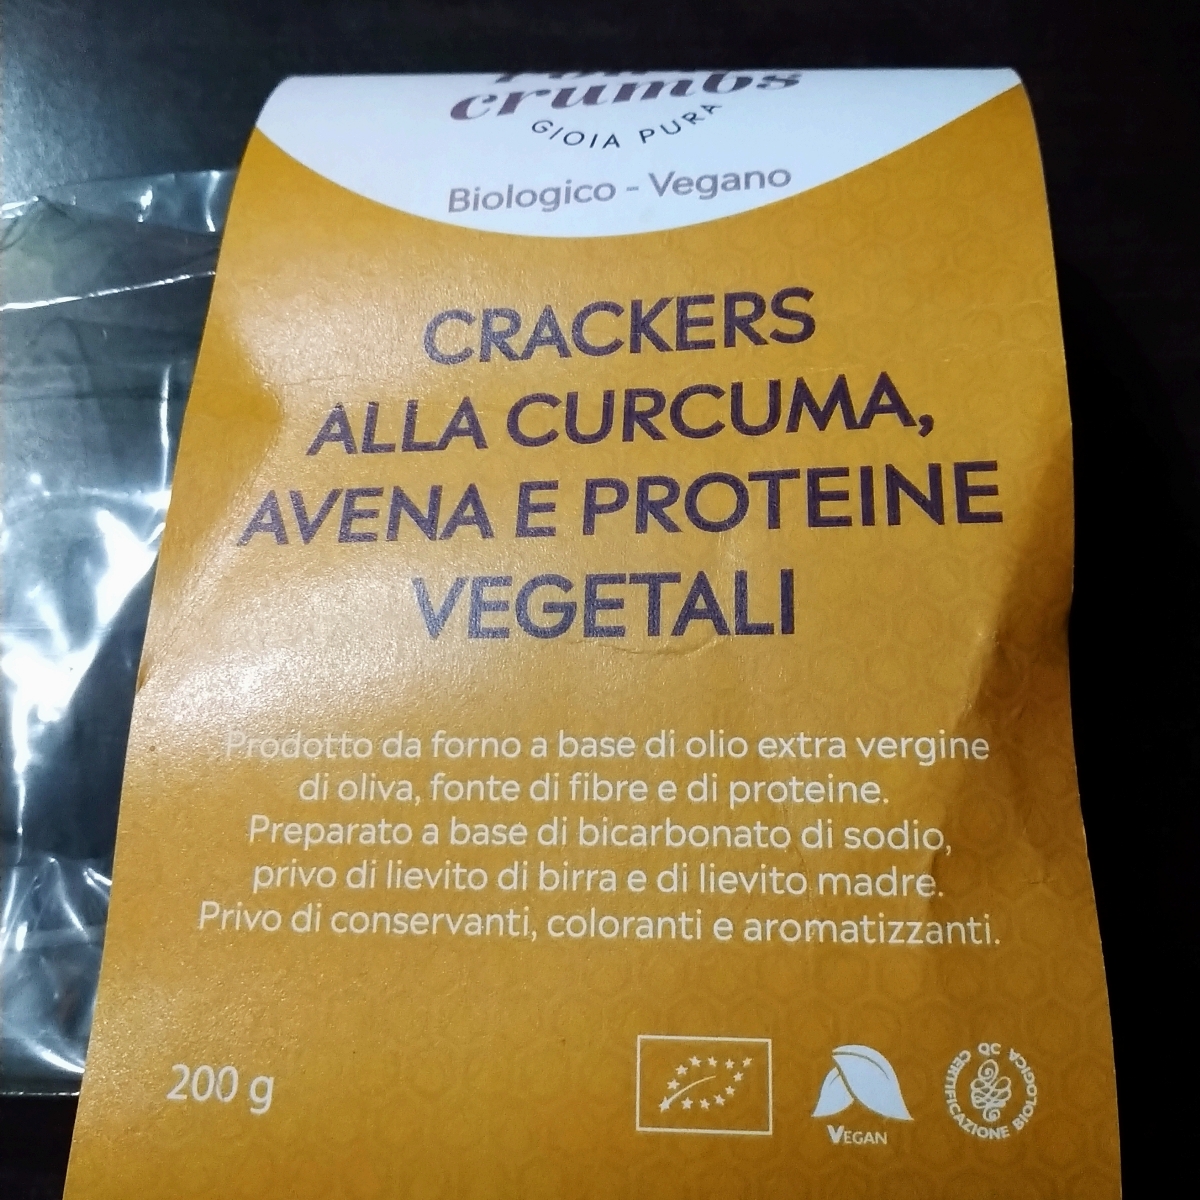 crumbs
GIOIA PURA
Biologico - Vegano
CRACKERS
ALLA CURCUMA,
AVENA E PROTEINE
VEGETALI
Prodotto da forno a base di olio extra vergine
di oliva, fonte di fibre e di proteine.
Preparato a base di bicarbonato di sodio,
privo di lievito di birra e di lievito madre.
Privo di conservanti, coloranti e aromatizzanti.
200 g
VEGAN
QC CERTIFICAZIONE BIOLOGICA